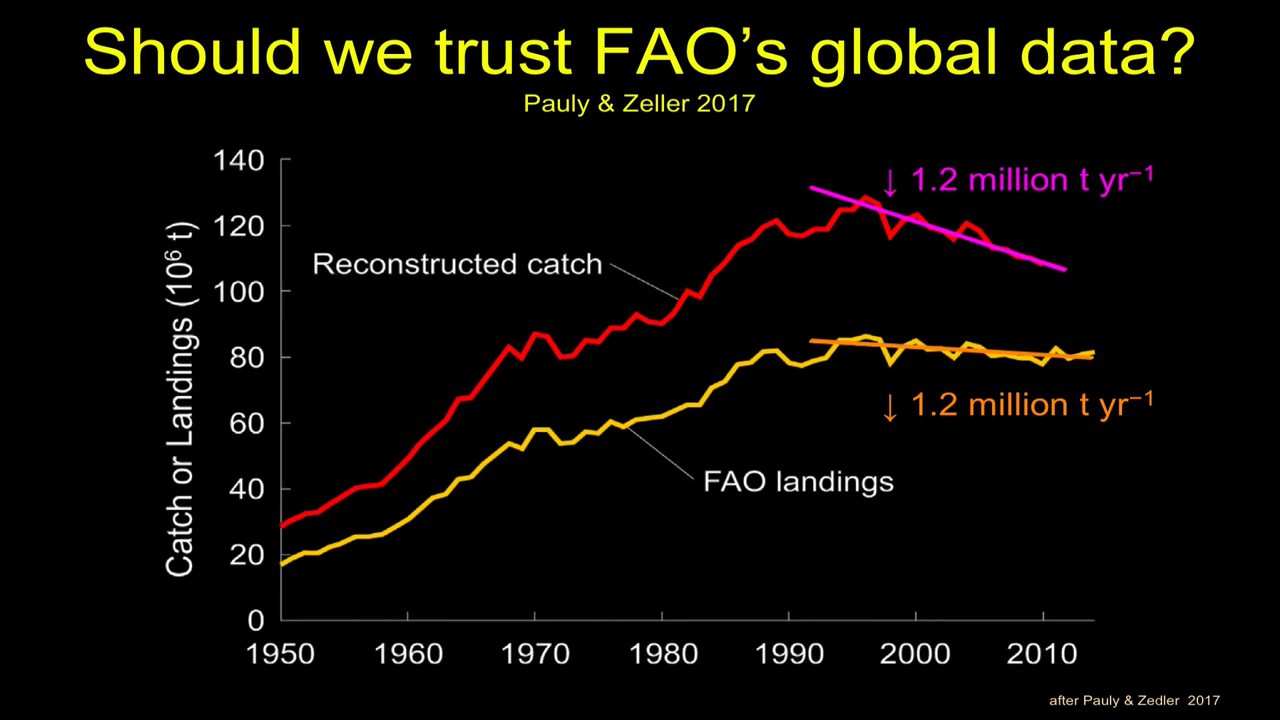 Should we trust FAO’s global data?
Pauly & Zeller 2017
Catch or Landings (10⁶ t)
140
120
100
80
60
40
20
0
↓ 1.2 million t yr⁻¹
Reconstructed catch
↓ 1.2 million t yr⁻¹
FAO landings
1950 1960 1970 1980 1990 2000 2010
after Pauly & Zedler 2017